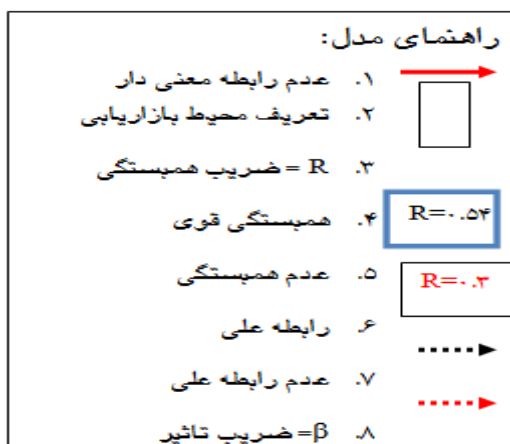 راهنمای مدل:
۱. عدم رابطه معنی دار
۲. تعریف محیط بازاریابی
۳. R = ضریب همبستگی
۴. همبستگی قوی R=۰.۵۴
۵. عدم همبستگی R=۰.۳
۶. رابطه علی
۷. عدم رابطه علی
۸. β= ضریب تاثیر